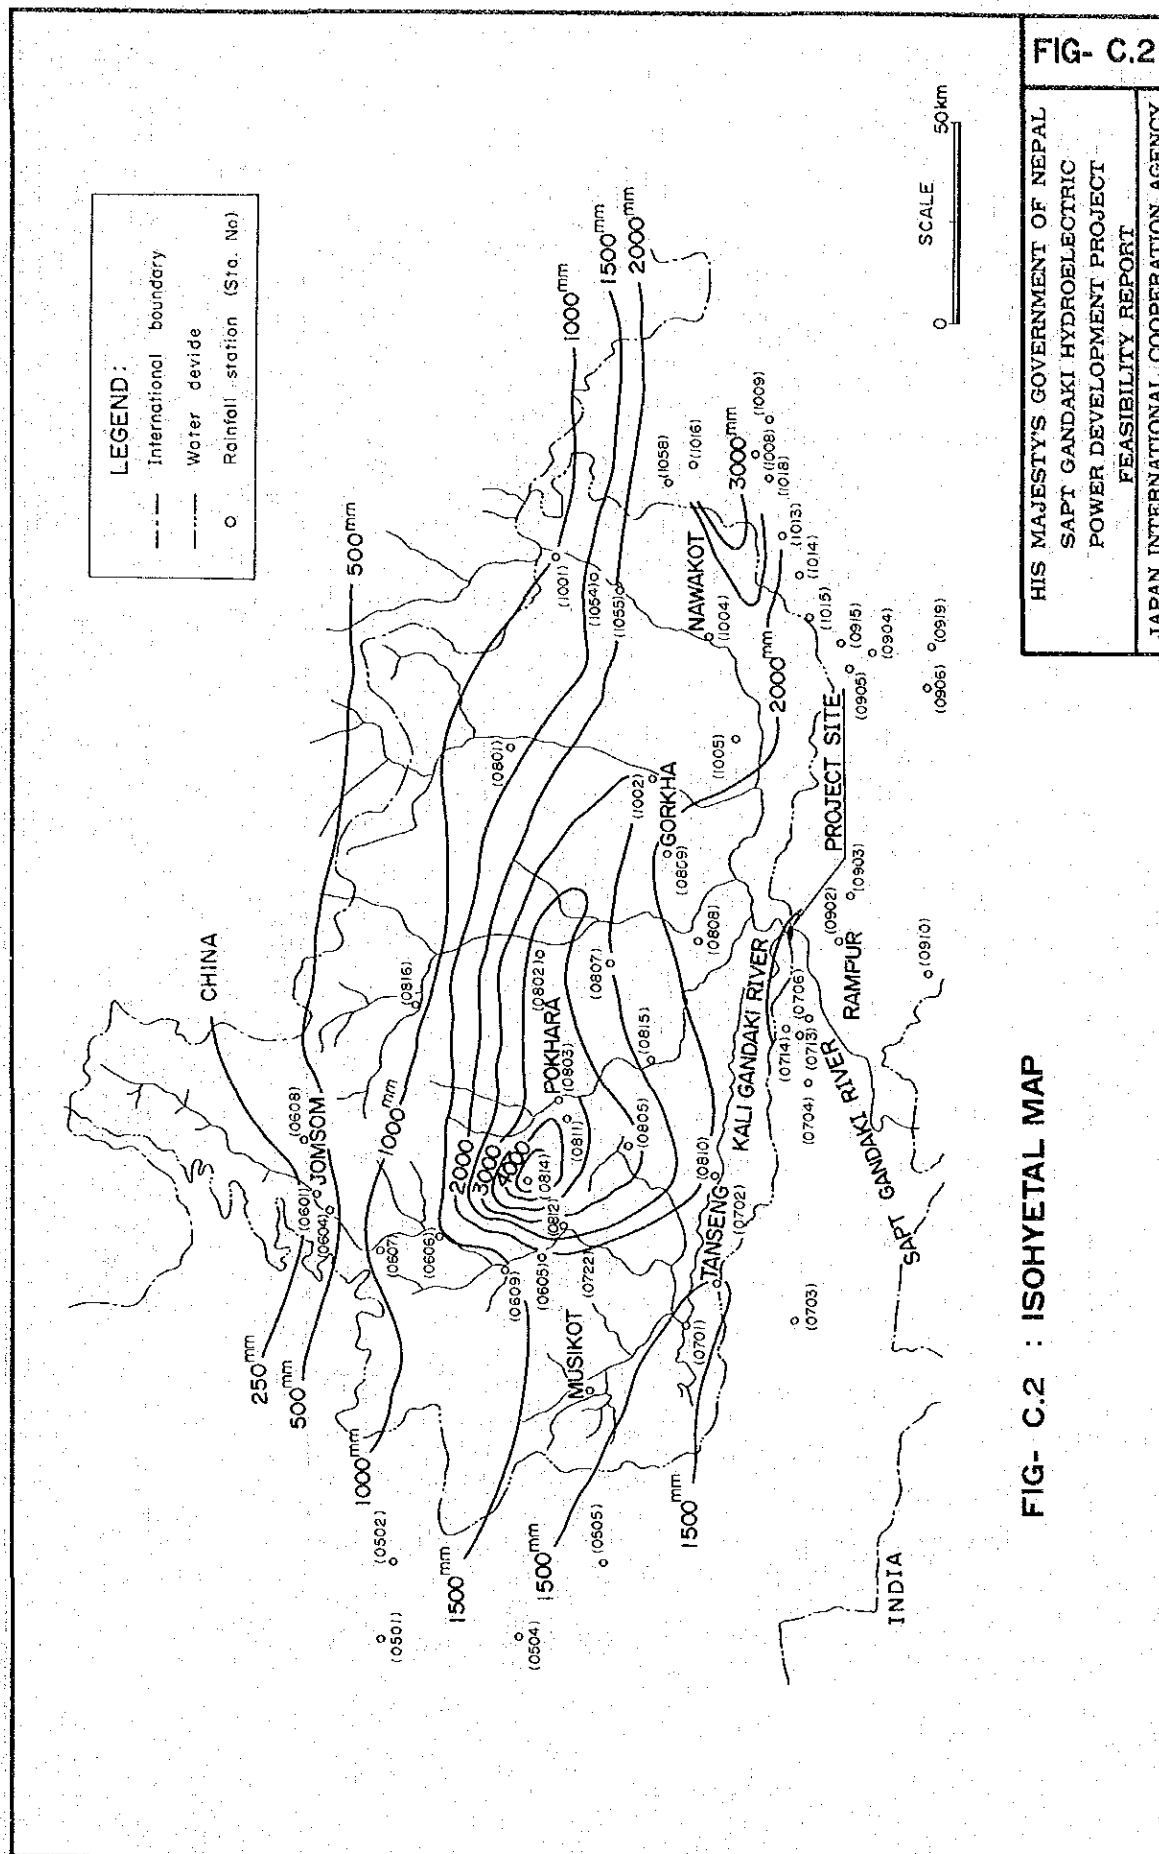 FIG- C.2
HIS MAJESTY'S GOVERNMENT OF NEPAL
SAPT GANDAKI HYDROELECTRIC
POWER DEVELOPMENT PROJECT
FEASIBILITY REPORT
JAPAN INTERNATIONAL COOPERATION AGENCY
LEGEND:
International boundary
Water devide
Rainfall station (Sta. No)
SCALE
0
50km
CHINA
500mm
1000mm
1500mm
2000mm
250mm
500mm
1000mm
1000mm
1500mm
1500mm
1500mm
2000
3000
4000
3000mm
2000mm
JOMSOM
POKHARA
GORKHA
NAWAKOT
MUSIKOT
TANSENG
KALI GANDAKI RIVER
SAPT GANDAKI RIVER
RAMPUR
PROJECT SITE
INDIA
(0501)
(0502)
(0504)
(0505)
(0601)
(0604)
(0605)
(0606)
(0607)
(0608)
(0609)
(0701)
(0702)
(0703)
(0704)
(0706)
(0713)
(0714)
(0722)
(0801)
(0802)
(0803)
(0805)
(0807)
(0808)
(0809)
(0810)
(0811)
(0812)
(0814)
(0815)
(0816)
(0902)
(0903)
(0904)
(0905)
(0906)
(0910)
(0915)
(0919)
(1001)
(1002)
(1004)
(1005)
(1008)
(1009)
(1013)
(1014)
(1015)
(1016)
(1018)
(1054)
(1055)
(1058)
FIG- C.2 : ISOHYETAL MAP